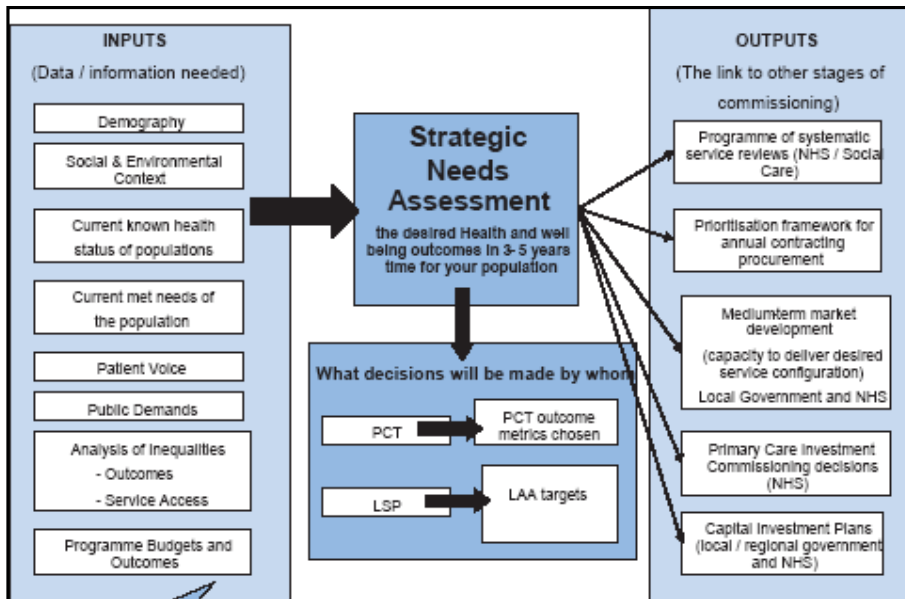 INPUTS
(Data / information needed)
Demography
Social & Environmental
Context
Current known health
status of populations
Current met needs of
the population
Patient Voice
Public Demands
Analysis of Inequalities
- Outcomes
- Service Access
Programme Budgets and
Outcomes
Strategic
Needs
Assessment
the desired Health and well
being outcomes in 3- 5 years
time for your population
What decisions will be made by whom
PCT
PCT outcome
metrics chosen
LSP
LAA targets
OUTPUTS
(The link to other stages of
commissioning)
Programme of systematic
service reviews (NHS / Social
Care)
Prioritisation framework for
annual contracting
procurement
Mediumterm market
development
(capacity to deliver desired
service configuration)
Local Government and NHS
Primary Care Investment
Commissioning decisions
(NHS)
Capital Investment Plans
(local / regional government
and NHS)